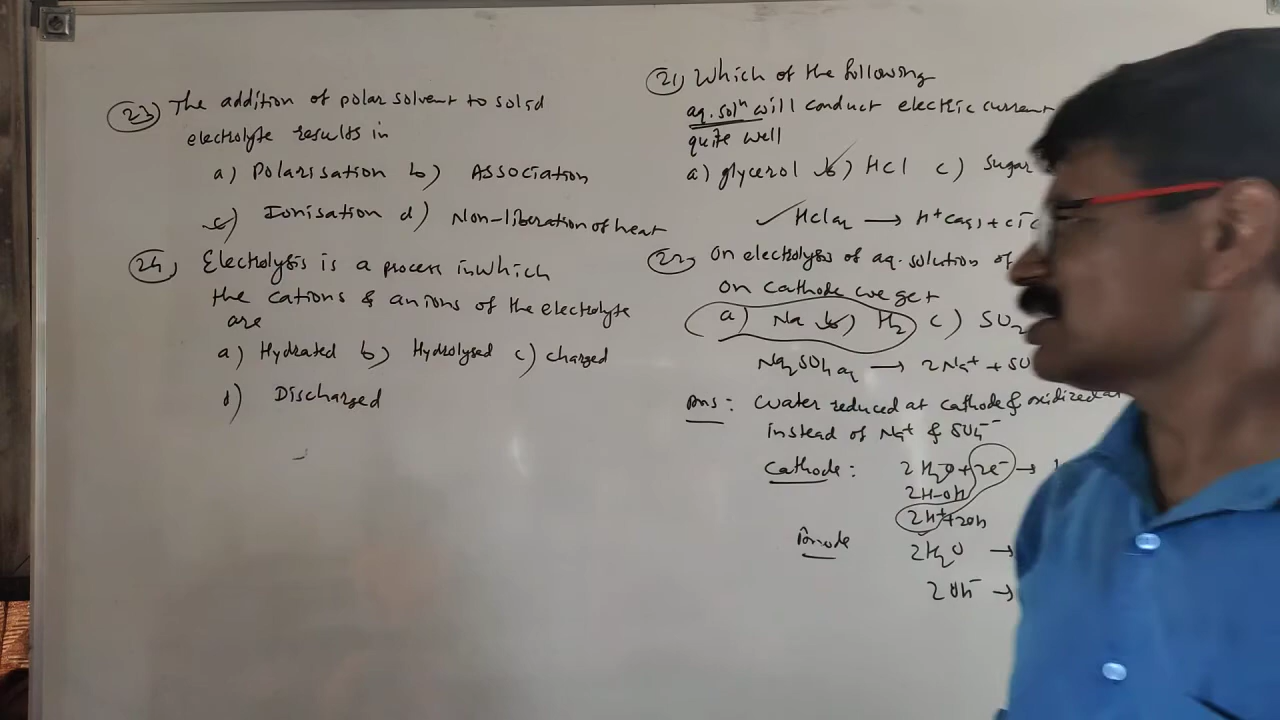 23) The addition of polar solvent to solid
electrolyte results in
a) Polarisation b) Association
c) Ionisation d) Non-liberation of heat
24) Electrolysis is a process in which
the cations & anions of the electrolyte
are
a) Hydrated b) Hydrolysed c) charged
d) Discharged
21) Which of the following
aq. solⁿ will conduct electric current
quite well
a) glycerol b) HCl c) Sugar
HCl aq → H⁺(aq) + Cl⁻
22) On electrolysis of aq. solution of
on cathode we get
a) Na b) H₂ c) SO₂
Na₂SO₄ aq → 2Na⁺ + SO
Ans: Water reduced at cathode & oxidized at
instead of Na⁺ & SO₄⁻⁻
Cathode: 2H₂O + 2e⁻ →
2H-OH
2H⁺ + 2OH
Anode 2H₂O →
2OH⁻ →